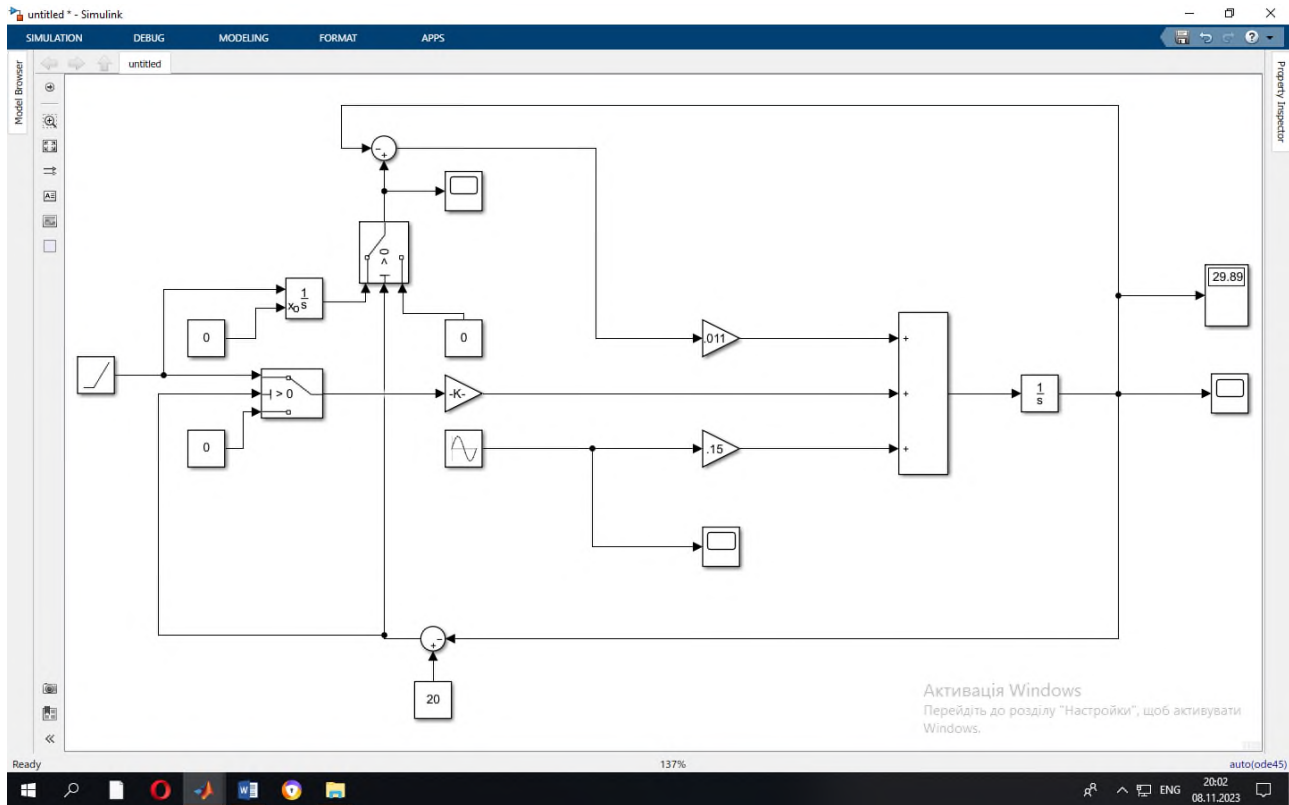 untitled * - Simulink
SIMULATION DEBUG MODELING FORMAT APPS
Model Browser
untitled
Property Inspector
- +
> 0
1
s
x0
0
0
29.89
.011
+
> 0
-K-
+
1
s
0
.15
+
- +
20
Активація Windows
Перейдіть до розділу "Настройки", щоб активувати
Windows.
Ready 137% auto(ode45)
ENG 20:02
08.11.2023